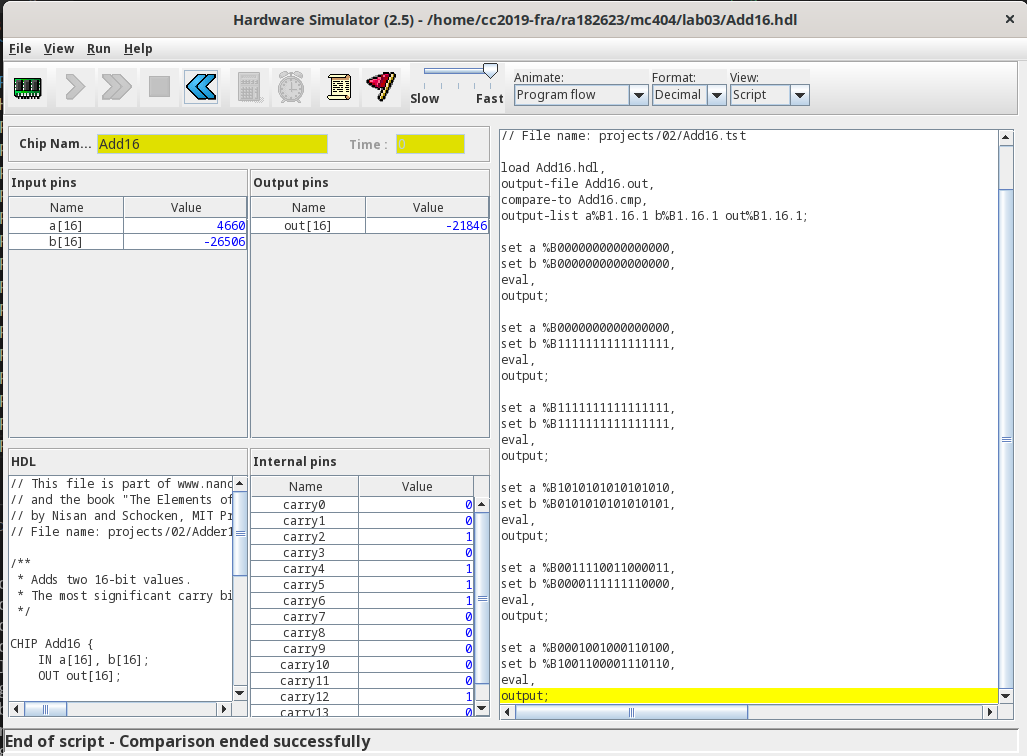 Hardware Simulator (2.5) - /home/cc2019-fra/ra182623/mc404/lab03/Add16.hdl
File View Run Help
Slow Fast
Animate: Format: View:
Program flow Decimal Script
Chip Nam... Add16 Time : 0
Input pins
Name Value
a[16] 4660
b[16] -26506
Output pins
Name Value
out[16] -21846
HDL
// This file is part of www.nand
// and the book "The Elements of
// by Nisan and Schocken, MIT Pr
// File name: projects/02/Adder1
/**
* Adds two 16-bit values.
* The most significant carry bi
*/
CHIP Add16 {
IN a[16], b[16];
OUT out[16];
Internal pins
Name Value
carry0 0
carry1 0
carry2 1
carry3 0
carry4 1
carry5 1
carry6 1
carry7 0
carry8 0
carry9 0
carry10 0
carry11 0
carry12 1
carry13 0
// File name: projects/02/Add16.tst
load Add16.hdl,
output-file Add16.out,
compare-to Add16.cmp,
output-list a%B1.16.1 b%B1.16.1 out%B1.16.1;
set a %B0000000000000000,
set b %B0000000000000000,
eval,
output;
set a %B0000000000000000,
set b %B1111111111111111,
eval,
output;
set a %B1111111111111111,
set b %B1111111111111111,
eval,
output;
set a %B1010101010101010,
set b %B0101010101010101,
eval,
output;
set a %B0011110011000011,
set b %B0000111111110000,
eval,
output;
set a %B0001001000110100,
set b %B1001100001110110,
eval,
output;
End of script - Comparison ended successfully